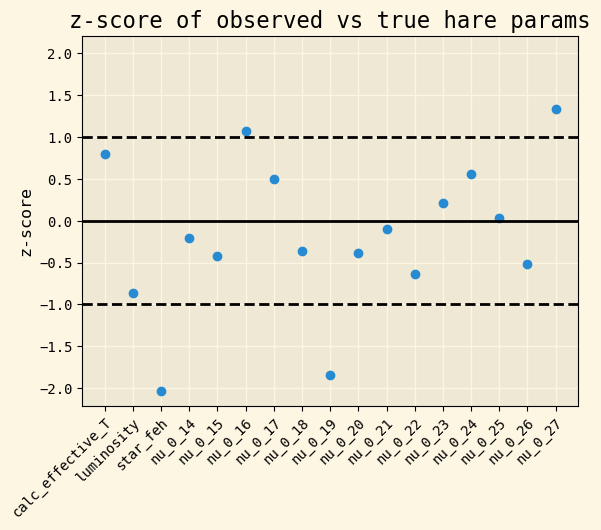 z-score of observed vs true hare params
z-score
2.0
1.5
1.0
0.5
0.0
−0.5
−1.0
−1.5
−2.0
calc_effective_T
luminosity
star_feh
nu_0_14
nu_0_15
nu_0_16
nu_0_17
nu_0_18
nu_0_19
nu_0_20
nu_0_21
nu_0_22
nu_0_23
nu_0_24
nu_0_25
nu_0_26
nu_0_27